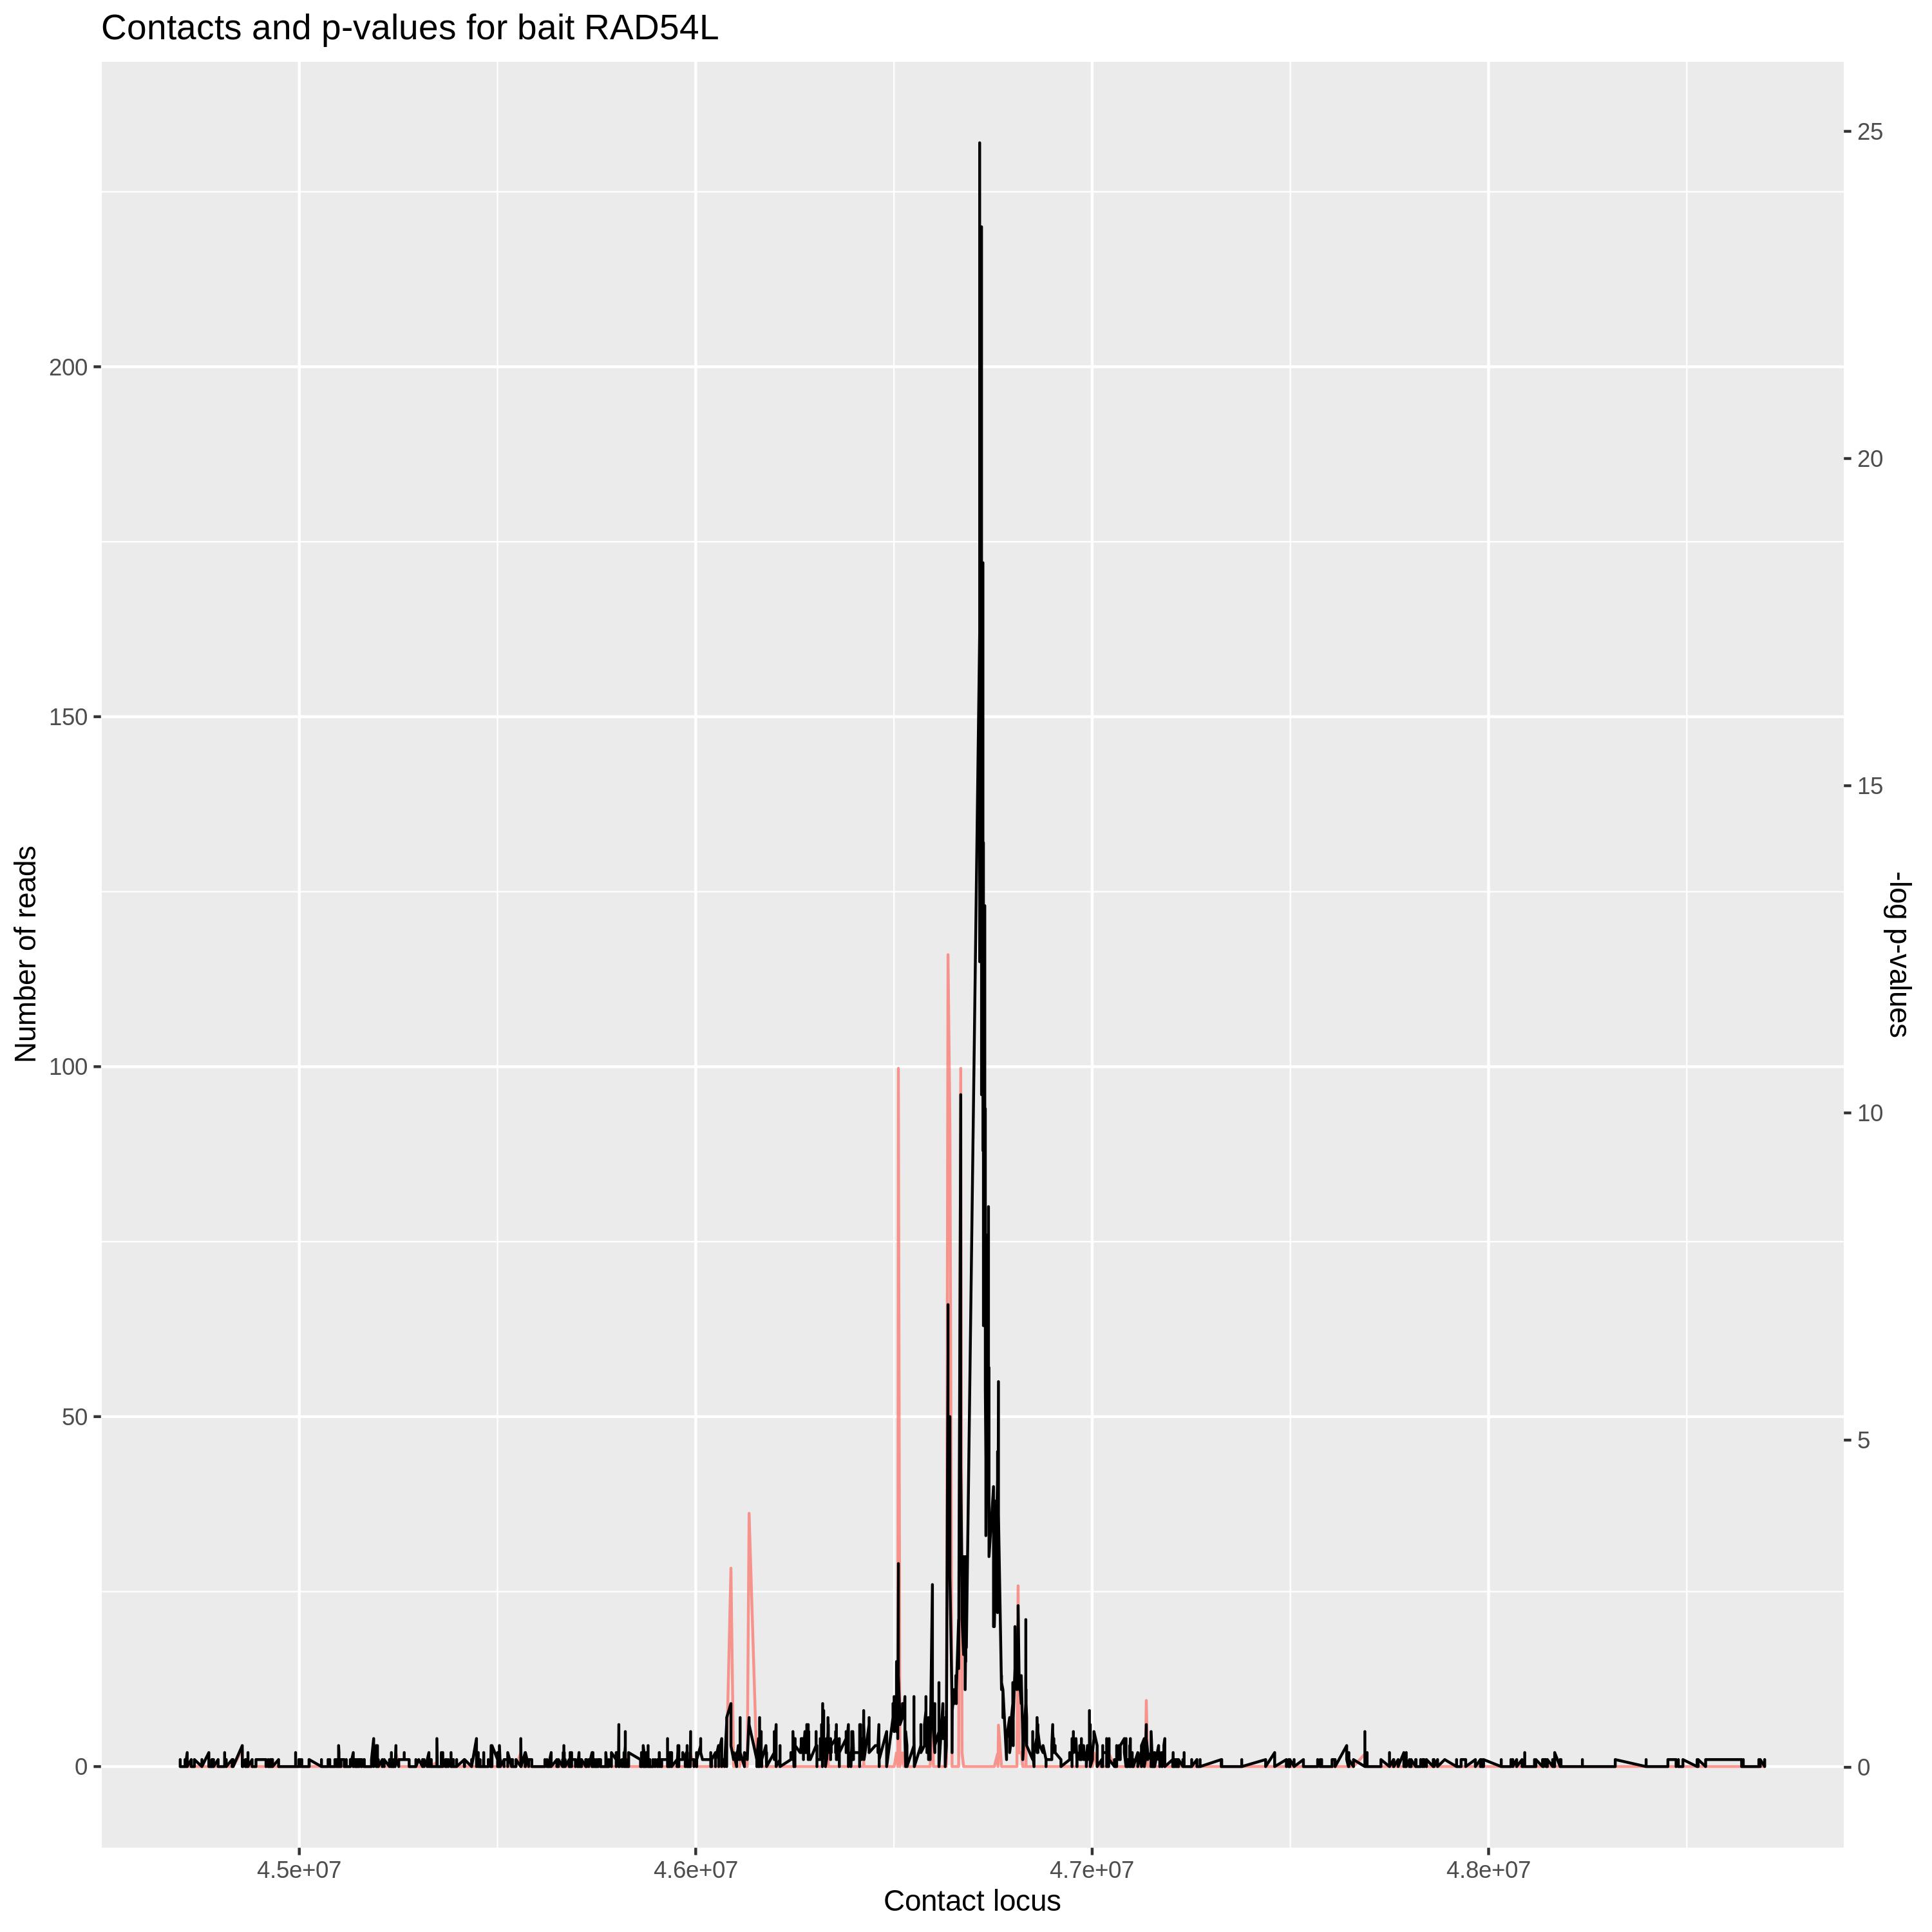 Contacts and p-values for bait RAD54L
Number of reads
200
150
100
50
0
25
20
15
10
5
0
-log p-values
4.5e+07
4.6e+07
4.7e+07
4.8e+07
Contact locus